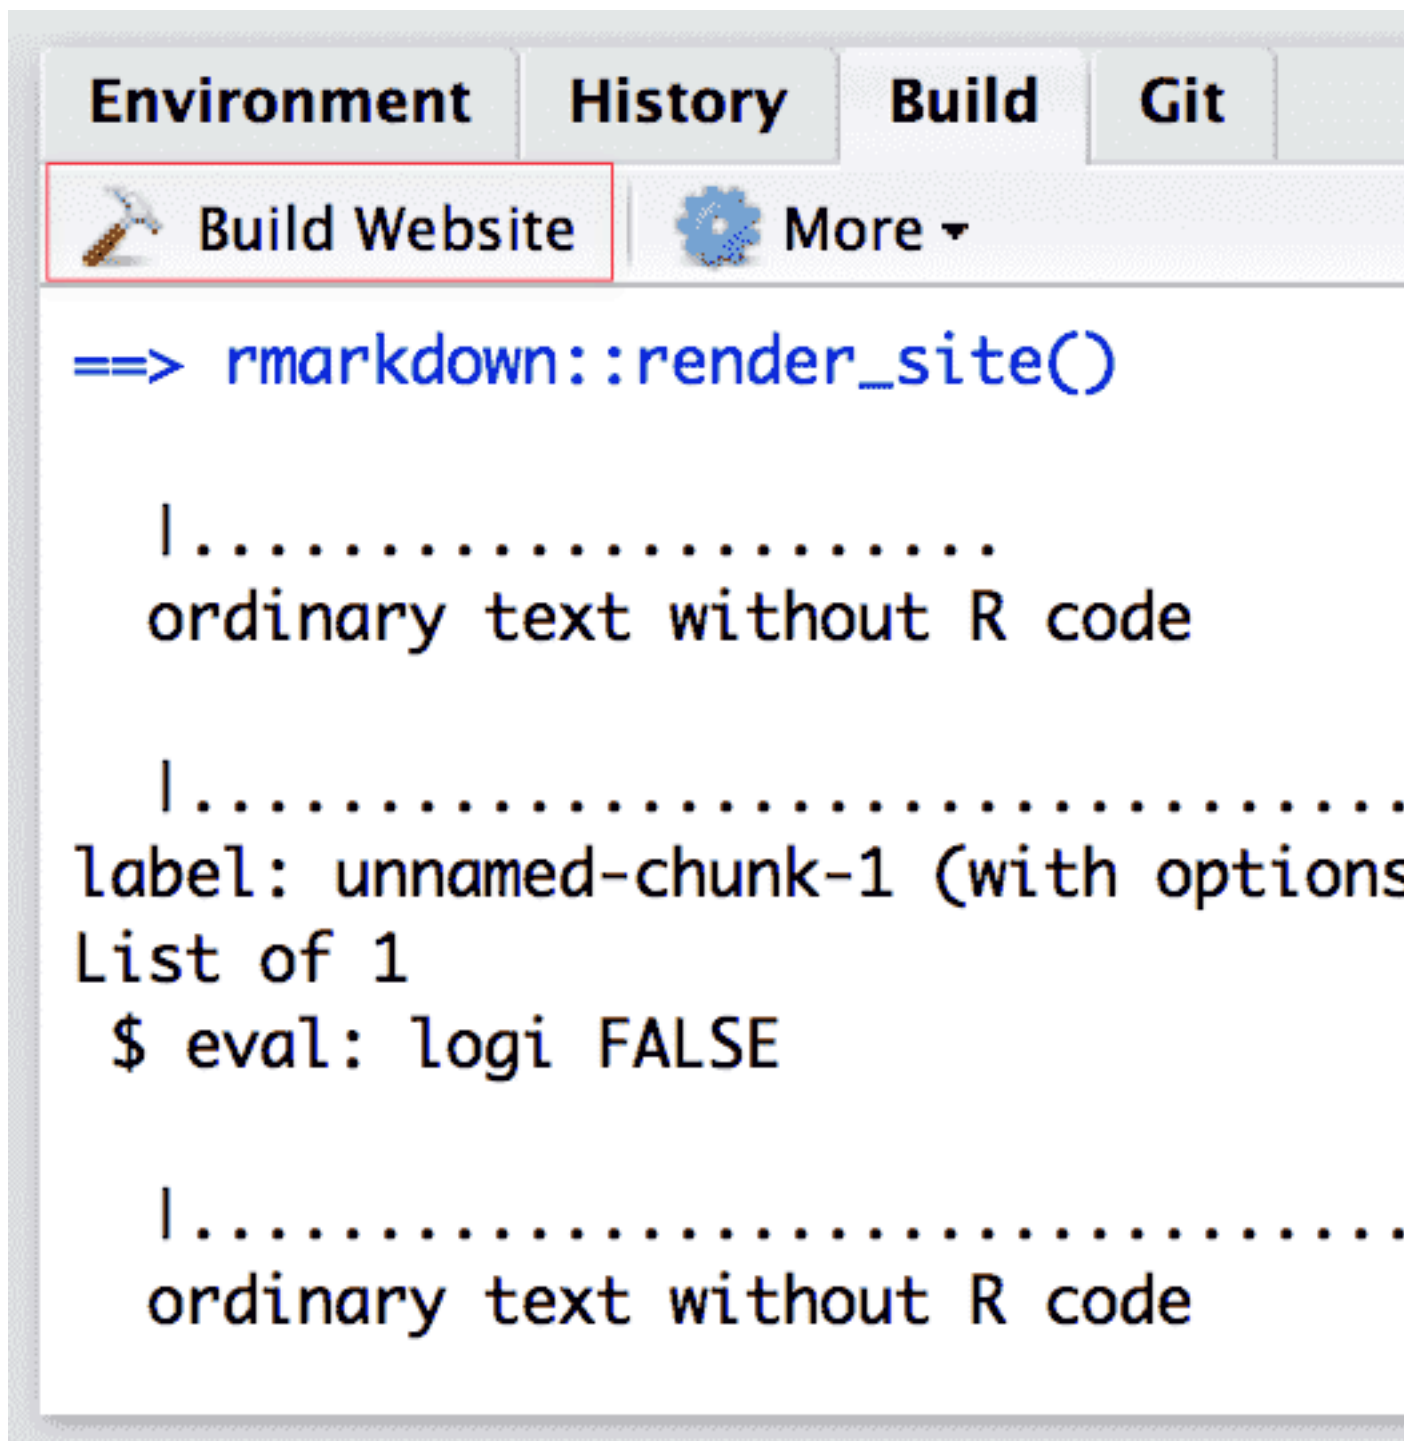 Environment History Build Git
Build Website More
==> rmarkdown::render_site()
|......................
ordinary text without R code
|.................................
label: unnamed-chunk-1 (with options
List of 1
$ eval: logi FALSE
|.................................
ordinary text without R code